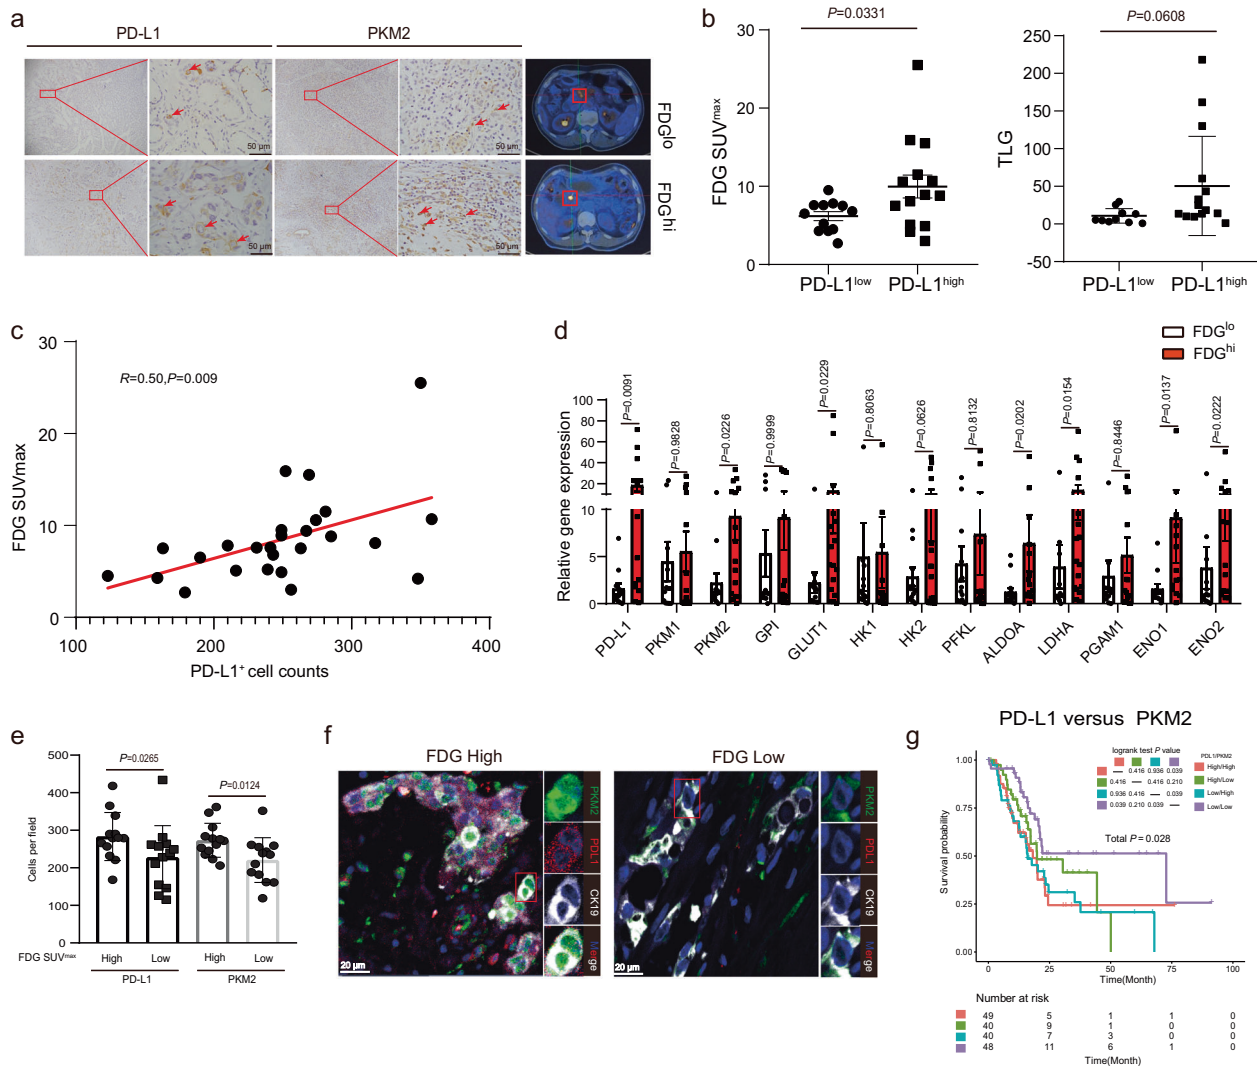 a
PD-L1
PKM2
50 µm
50 µm
FDGlo
50 µm
50 µm
FDGhi
b
P=0.0331
FDG SUVmax
30
20
10
0
PD-L1low
PD-L1high
P=0.0608
TLG
250
200
150
100
50
0
-50
PD-L1low
PD-L1high
c
R=0.50,P=0.009
FDG SUVmax
30
20
10
0
100
200
300
400
PD-L1+ cell counts
d
FDGlo
FDGhi
Relative gene expression
100
80
60
40
20
10
5
0
P=0.0091
P=0.9828
P=0.0226
P=0.9999
P=0.0229
P=0.8063
P=0.0626
P=0.8132
P=0.0202
P=0.0154
P=0.8446
P=0.0137
P=0.0222
PD-L1
PKM1
PKM2
GPI
GLUT1
HK1
HK2
PFKL
ALDOA
LDHA
PGAM1
ENO1
ENO2
e
Cells per field
500
400
300
200
100
0
P=0.0265
P=0.0124
FDG SUVmax
High
Low
High
Low
PD-L1
PKM2
f
FDG High
PKM2
PDL1
CK19
Merge
20 µm
FDG Low
PKM2
PDL1
CK19
Merge
20 µm
PD-L1 versus PKM2
g
logrank test P value
— 0.416 0.936 0.039
0.416 — 0.416 0.210
0.936 0.416 — 0.039
0.039 0.210 0.039 —
PDL1/PKM2
High/High
High/Low
Low/High
Low/Low
Total P = 0.028
Survival probability
1.00
0.75
0.50
0.25
0.00
0 25 50 75 100
Time(Month)
Number at risk
49 5 1 1 0
40 9 1 0 0
40 7 3 0 0
48 11 6 1 0
Time(Month)